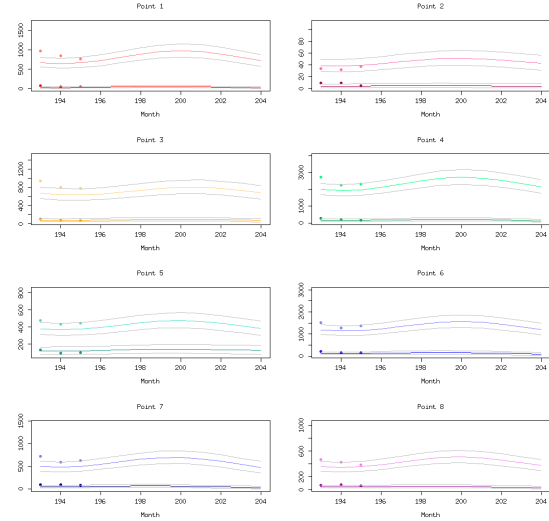 Point 1
Point 2
0 500 1000 1500
0 20 40 60 80
194 196 198 200 202 204
194 196 198 200 202 204
Month
Month
Point 3
Point 4
0 400 800 1200
0 1000 3000
194 196 198 200 202 204
194 196 198 200 202 204
Month
Month
Point 5
Point 6
200 400 600 800
0 1000 2000 3000
194 196 198 200 202 204
194 196 198 200 202 204
Month
Month
Point 7
Point 8
0 500 1000 1500
0 200 600 1000
194 196 198 200 202 204
194 196 198 200 202 204
Month
Month